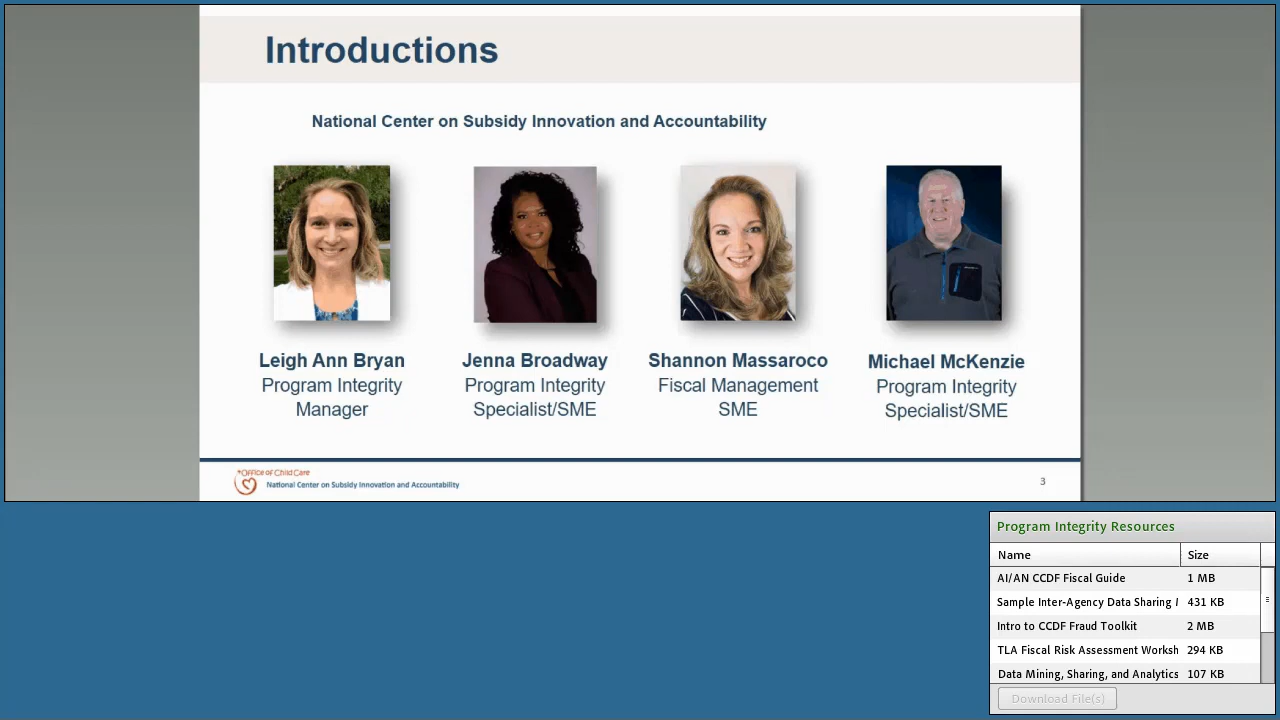 Introductions
National Center on Subsidy Innovation and Accountability
Leigh Ann Bryan
Program Integrity
Manager
Jenna Broadway
Program Integrity
Specialist/SME
Shannon Massaroco
Fiscal Management
SME
Michael McKenzie
Program Integrity
Specialist/SME
Office of Child Care
National Center on Subsidy Innovation and Accountability
3
Program Integrity Resources
Name Size
AI/AN CCDF Fiscal Guide 1 MB
Sample Inter-Agency Data Sharing 431 KB
Intro to CCDF Fraud Toolkit 2 MB
TLA Fiscal Risk Assessment Worksh 294 KB
Data Mining, Sharing, and Analytics 107 KB
Download File(s)